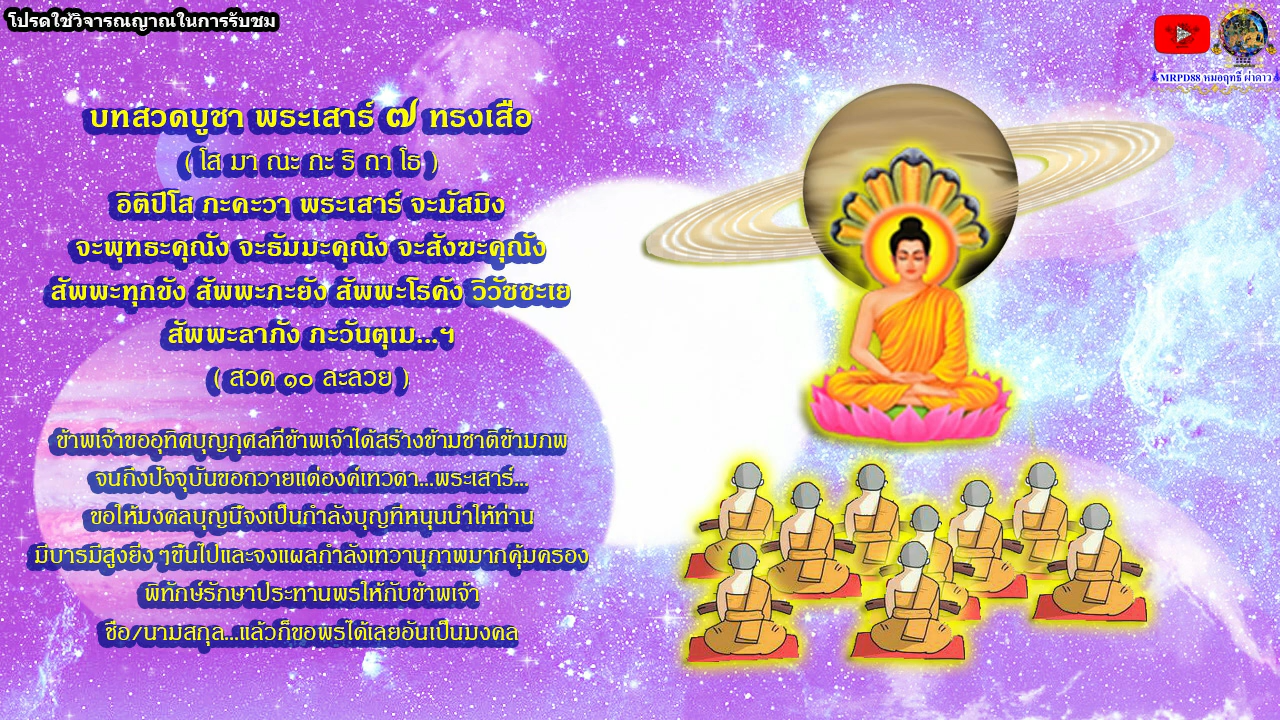 โปรดใช้วิจารณญาณในการรับชม
MRPD88 หมอฤทธิ์ ผ่าดาว
บทสวดบูชา พระเสาร์ ๗ ทรงเสือ
( โส มา ณะ กะ ริ ถา โธ )
อิติปิโส ภะคะวา พระเสาร์ จะมัสมิง
จะพุทธะคุณัง จะธัมมะคุณัง จะสังฆะคุณัง
สัพพะทุกขัง สัพพะภะยัง สัพพะโรคัง วิวัชชะเย
สัพพะลาภัง ภะวันตุเม...ฯ
( สวด ๑๐ ละลวย )
ข้าพเจ้าขออุทิศบุญกุศลที่ข้าพเจ้าได้สร้างข้ามชาติข้ามภพ
จนถึงปัจจุบันขอถวายแด่องค์เทวดา...พระเสาร์...
ขอให้มงคลบุญนี้จงเป็นกำลังบุญที่หนุนนำให้ท่าน
มีบารมีสูงยิ่งๆขึ้นไปและจงแผ่ลกำลังเทวานุภาพมากคุ้มครอง
พิทักษ์รักษาประทานพรให้กับข้าพเจ้า
ชื่อ/นามสกุล...แล้วก็ขอพรได้เลยอันเป็นมงคล